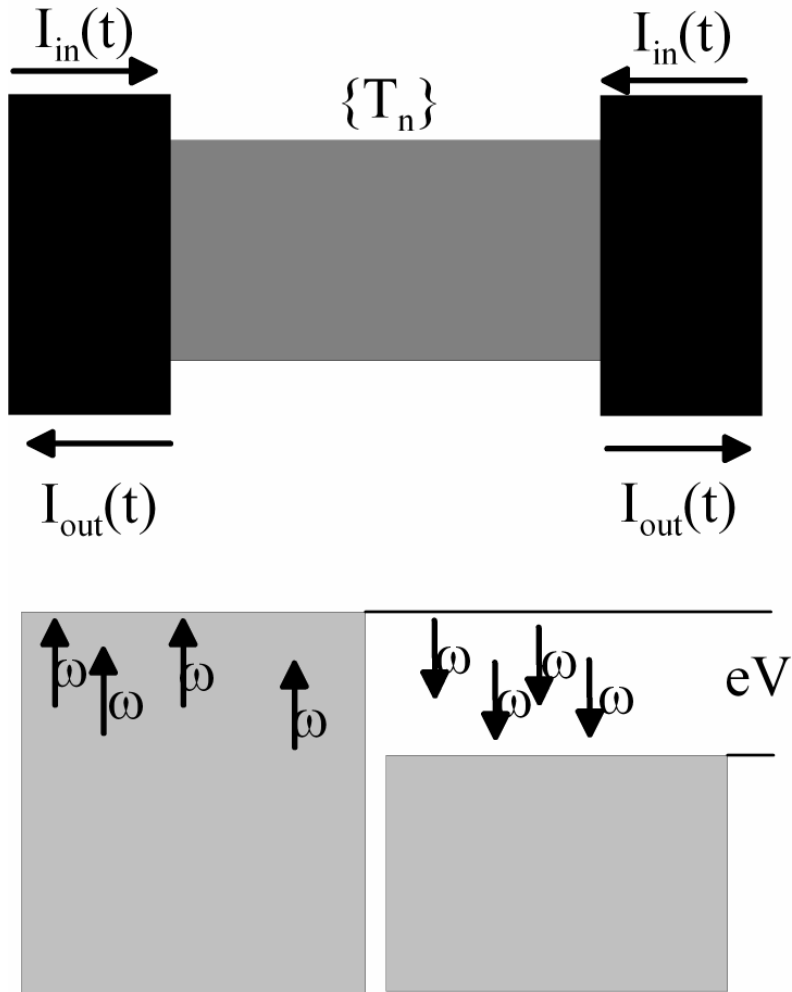 I_in(t) I_in(t)
{T_n}
I_out(t) I_out(t)
ω ω ω ω ω ω ω ω eV